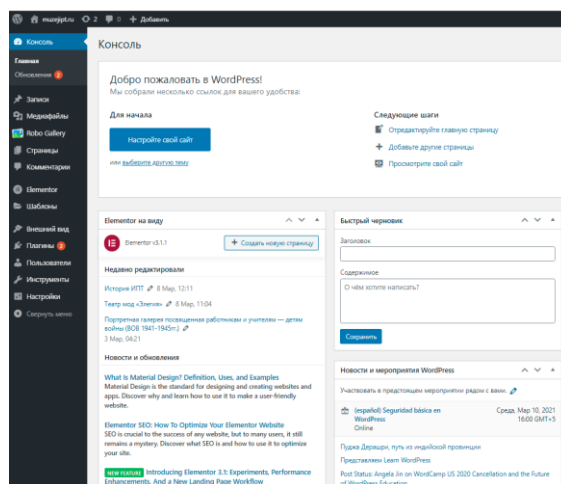 muzejipt.ru 2 0 + Добавить
Консоль
Главная
Обновления 2
Записи
Медиафайлы
Robo Gallery
Страницы
Комментарии
Elementor
Шаблоны
Внешний вид
Плагины 2
Пользователи
Инструменты
Настройки
Свернуть меню
Консоль
Добро пожаловать в WordPress!
Мы собрали несколько ссылок для вашего удобства:
Для начала
Настройте свой сайт
или выберите другую тему
Следующие шаги
Отредактируйте главную страницу
Добавьте другие страницы
Просмотрите свой сайт
Elementor на виду
Elementor v3.1.1
+ Создать новую страницу
Недавно редактировали
История ИПТ 8 Мар, 12:11
Театр мод «Элегия» 8 Мар, 11:04
Портретная галерея посвященная работникам и учителям — детям
войны (ВОВ 1941-1945гг.)
3 Мар, 04:21
Новости и обновления
What Is Material Design? Definition, Uses, and Examples
Material Design is the standard for designing and creating websites and
apps. Discover why and learn how to use it to make a user-friendly
website.
Elementor SEO: How To Optimize Your Elementor Website
SEO is crucial to the success of any website, but to many users, it still
remains a mystery. Discover what SEO is and how to use it to optimize
your site.
NEW FEATURE Introducing Elementor 3.1: Experiments, Performance
Enhancements, And a New Landing Page Workflow
Быстрый черновик
Заголовок
Содержимое
О чём хотите написать?
Сохранить
Новости и мероприятия WordPress
Участвовать в предстоящем мероприятии рядом с вами.
(español) Seguridad básica en
WordPress
Online
Среда, Мар 10, 2021
16:00 GMT+5
Пуджа Дерашри, путь из индийской провинции
Представляем Learn WordPress
Post Status: Angela Jin on WordCamp US 2020 Cancellation and the Future
of WordPress Education